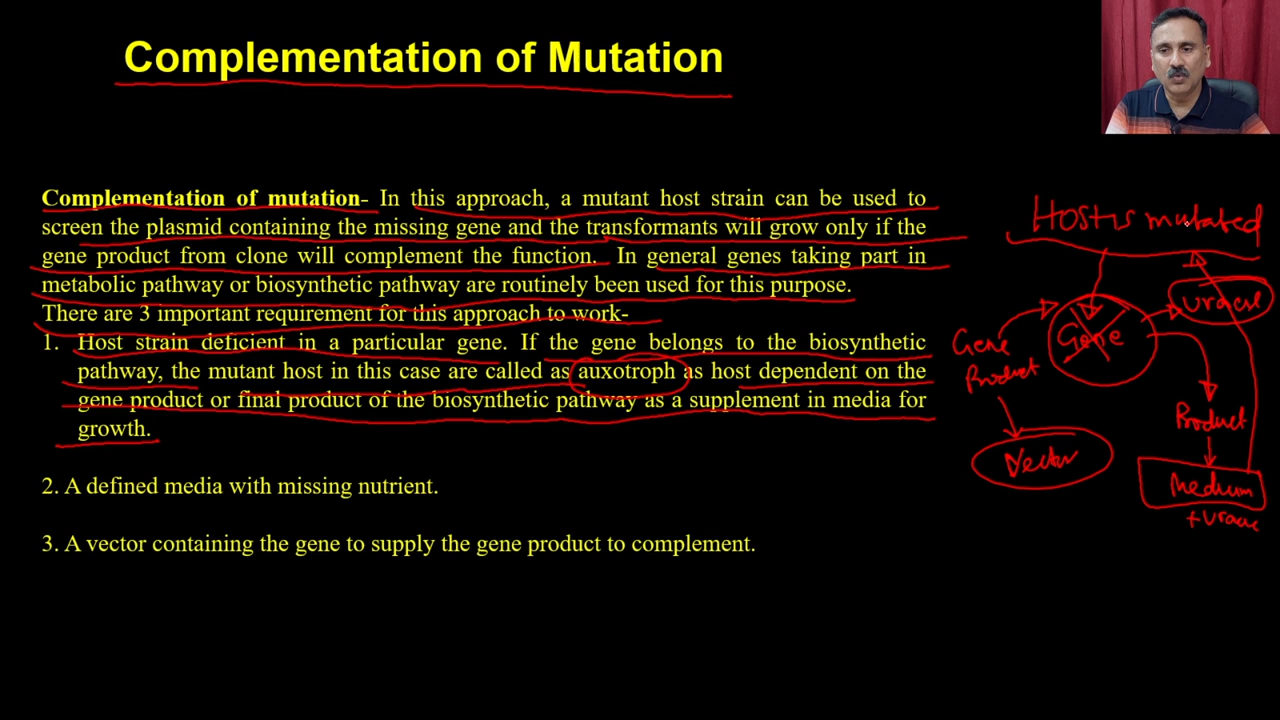 Complementation of Mutation
Complementation of mutation- In this approach, a mutant host strain can be used to
screen the plasmid containing the missing gene and the transformants will grow only if the
gene product from clone will complement the function. In general genes taking part in
metabolic pathway or biosynthetic pathway are routinely been used for this purpose.
There are 3 important requirement for this approach to work-
1. Host strain deficient in a particular gene. If the gene belongs to the biosynthetic
pathway, the mutant host in this case are called as auxotroph as host dependent on the
gene product or final product of the biosynthetic pathway as a supplement in media for
growth.
2. A defined media with missing nutrient.
3. A vector containing the gene to supply the gene product to complement.
Host is mutated
Gene
Gene
Product
Vector
Product
Medium